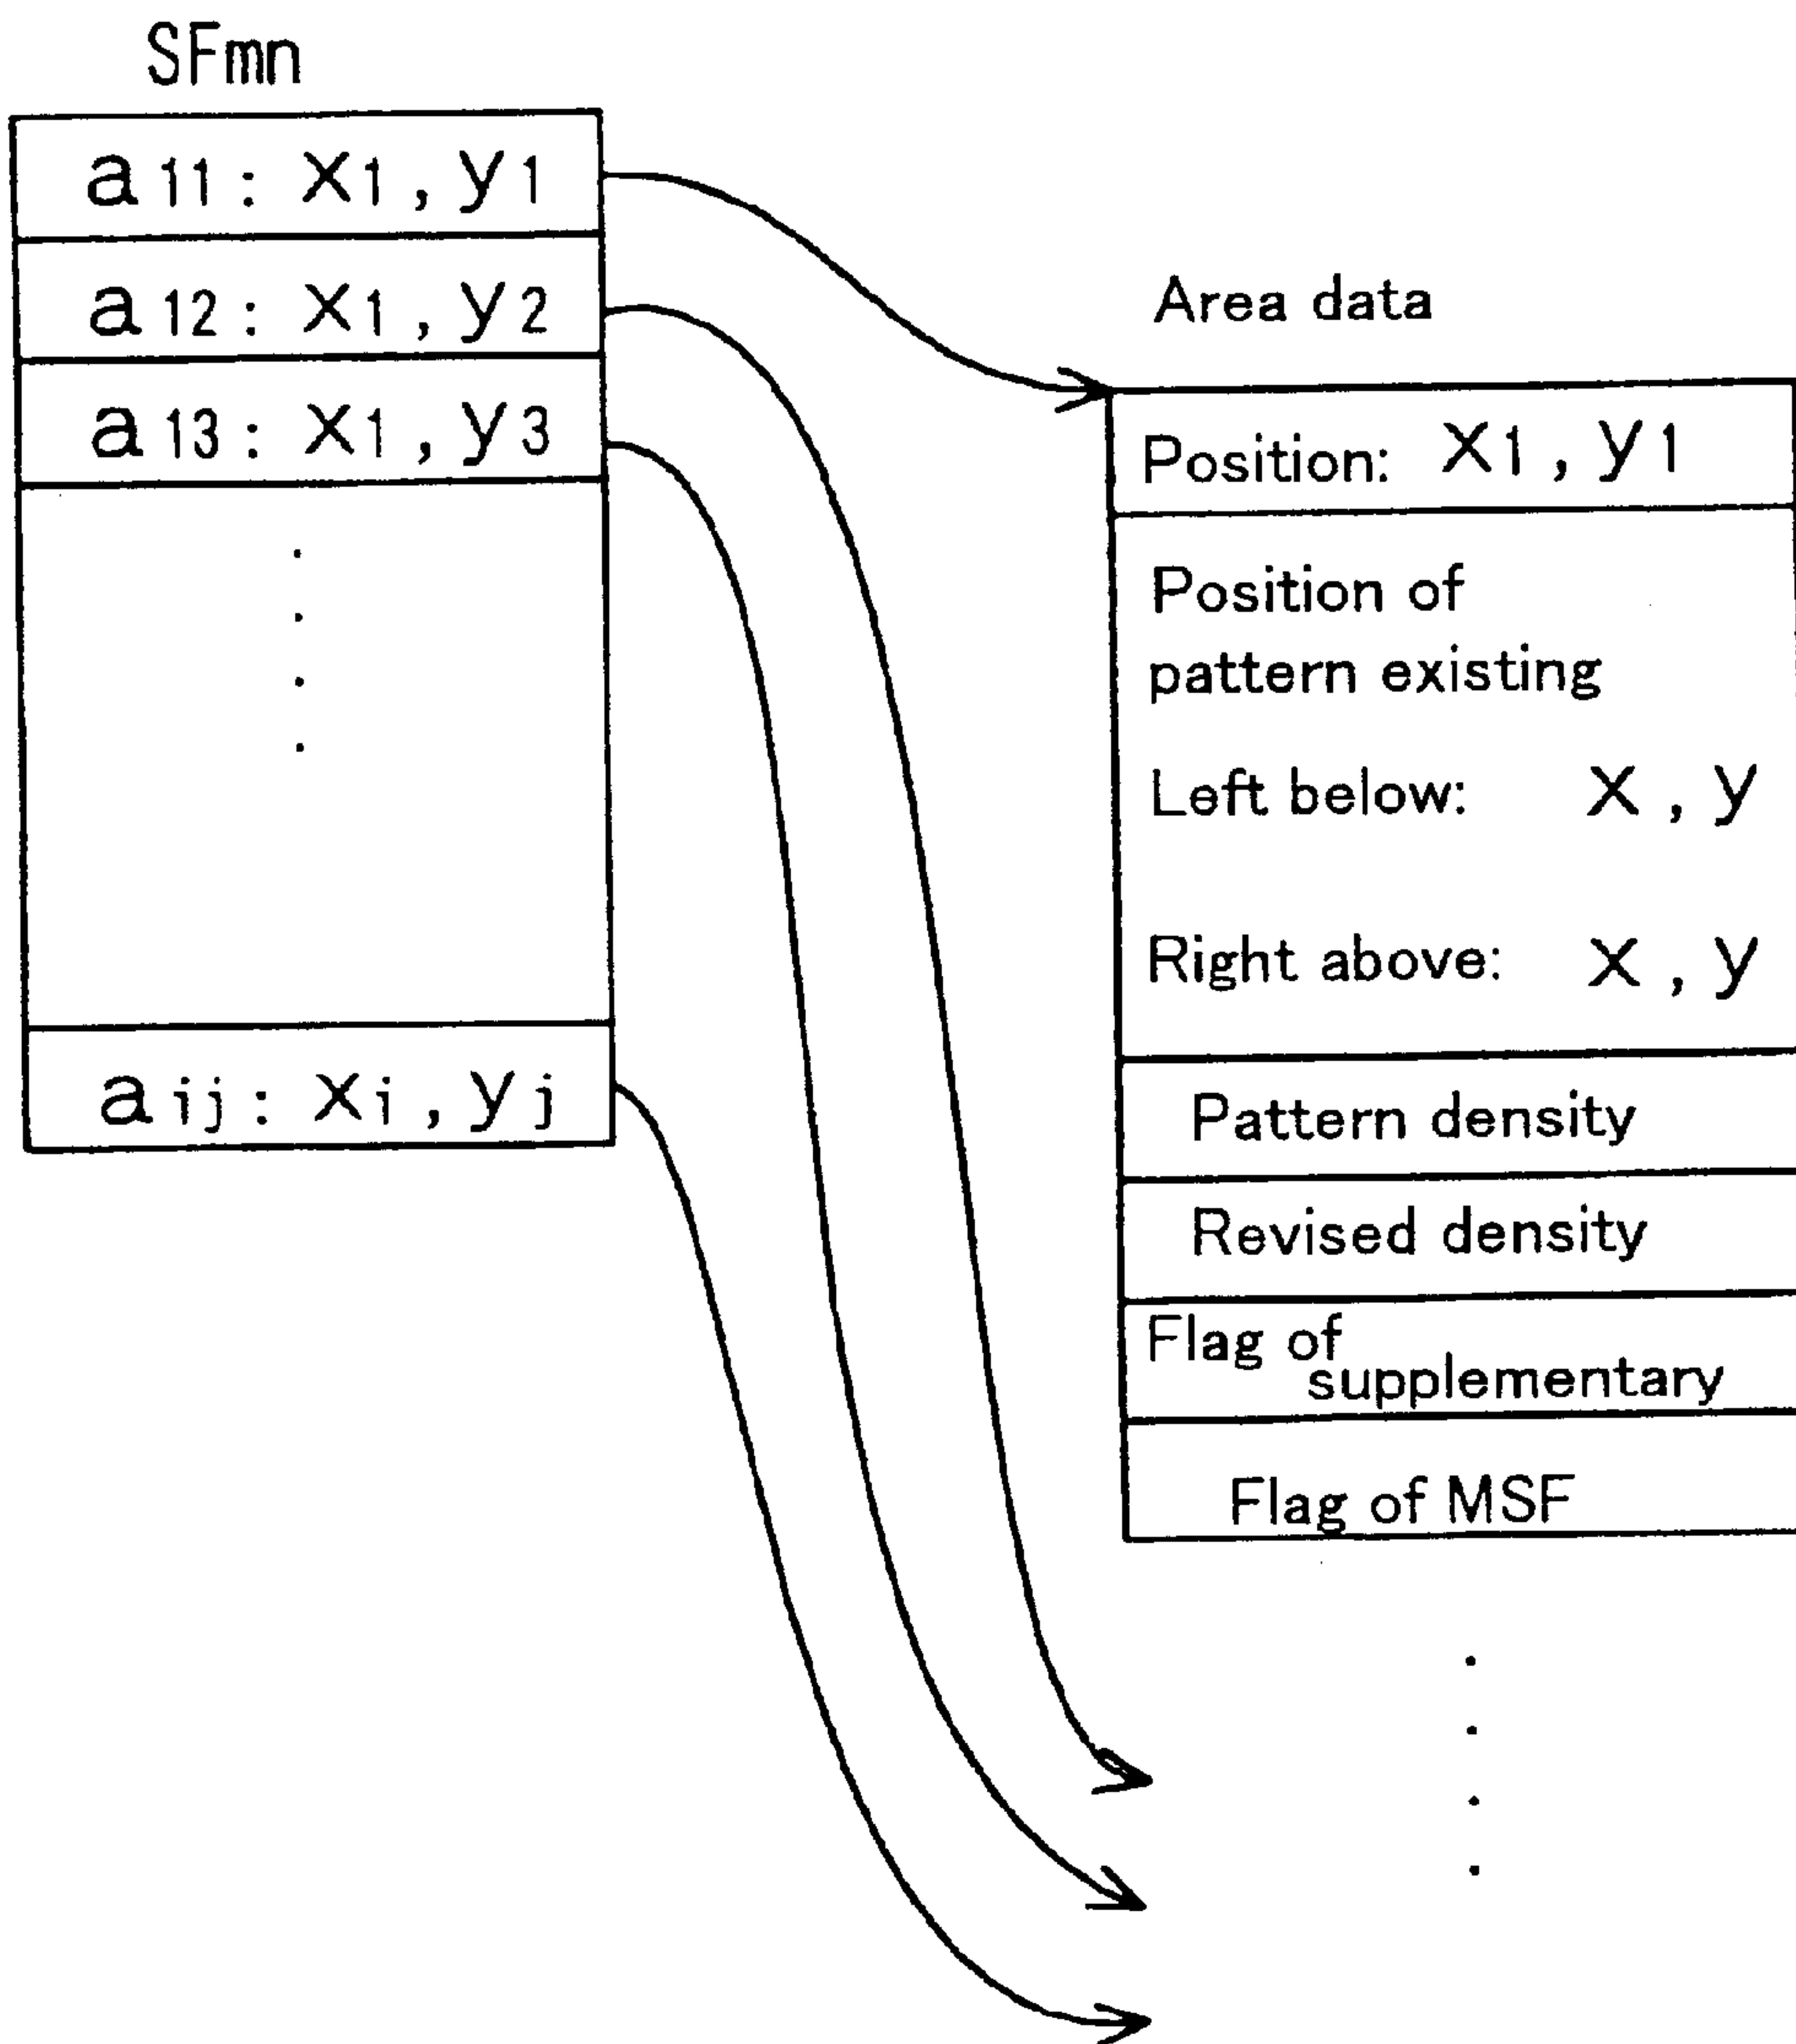 SFmn
a11: x1, y1
a12: x1, y2
a13: x1, y3
aij: xi, yj
Area data
Position: x1, y1
Position of
pattern existing
Left below: x, y
Right above: x, y
Pattern density
Revised density
Flag of
supplementary
Flag of MSF